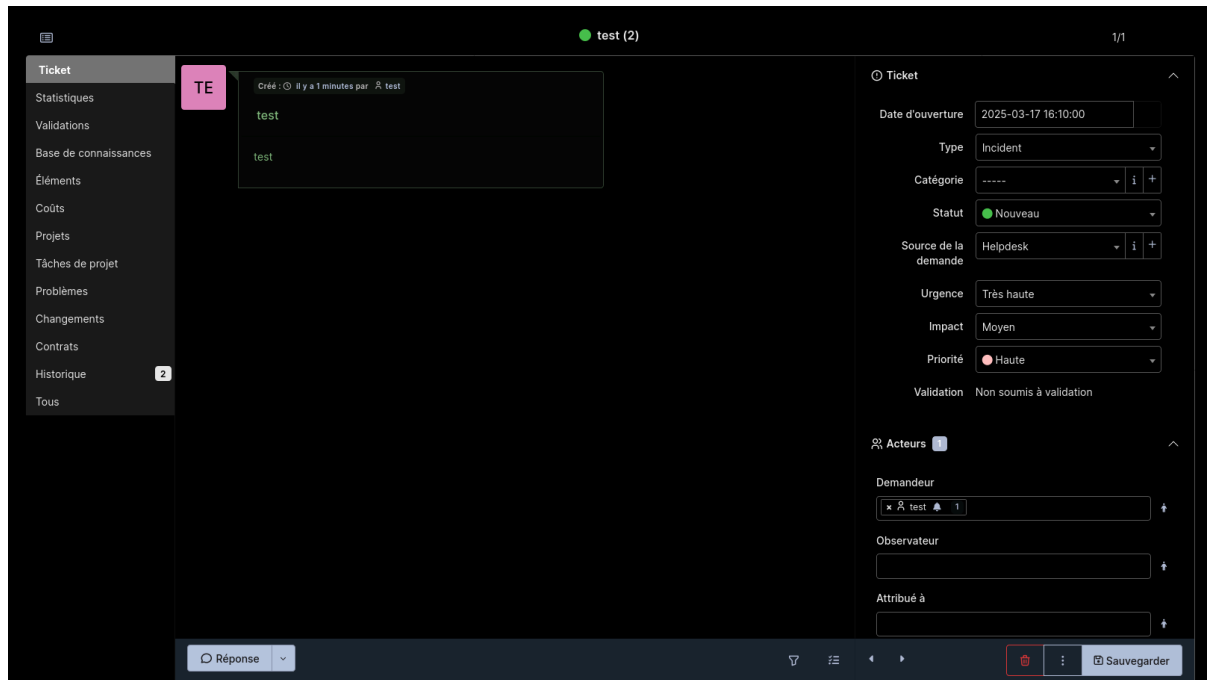 test (2)
1/1
Ticket
Statistiques
Validations
Base de connaissances
Éléments
Coûts
Projets
Tâches de projet
Problèmes
Changements
Contrats
Historique 2
Tous
TE
Créé : il y a 1 minutes par test
test
test
Réponse
Ticket
Date d'ouverture 2025-03-17 16:10:00
Type Incident
Catégorie ----- i +
Statut Nouveau
Source de la demande Helpdesk i +
Urgence Très haute
Impact Moyen
Priorité Haute
Validation Non soumis à validation
Acteurs 1
Demandeur
× test 1
Observateur
Attribué à
Sauvegarder